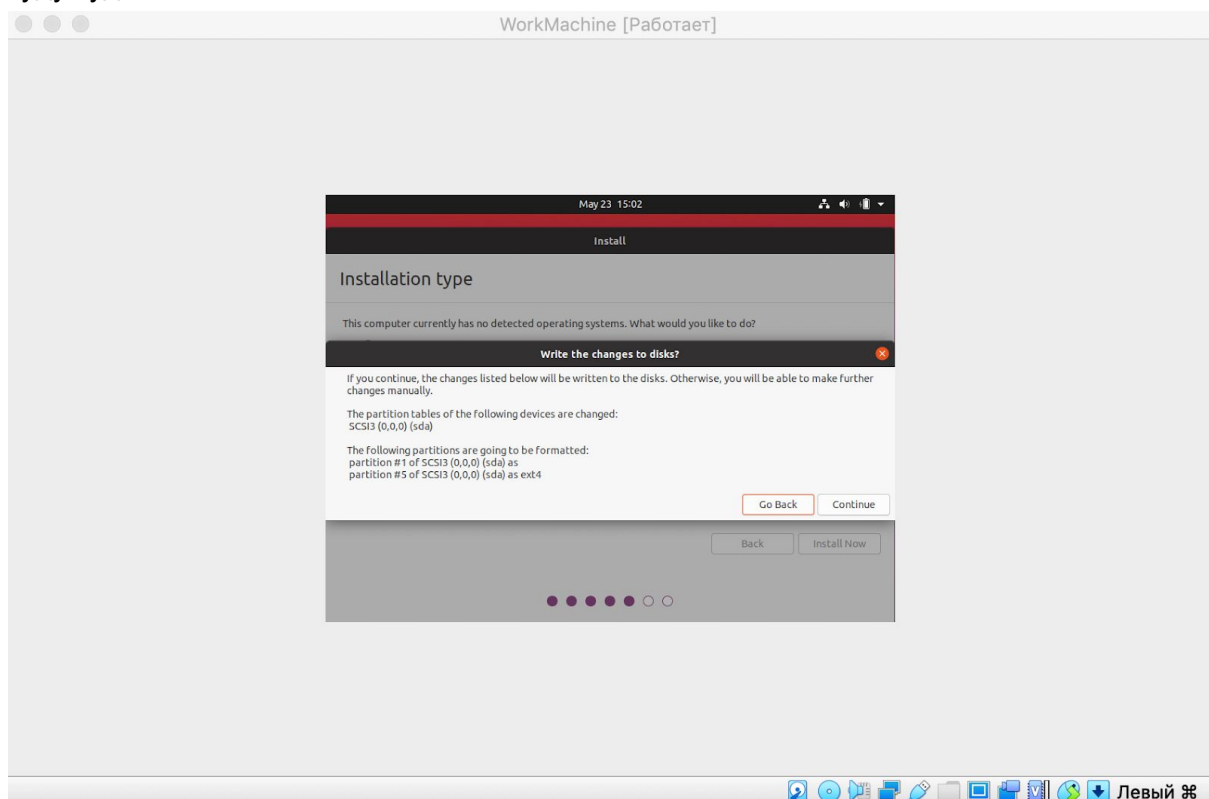 WorkMachine [Работает]
May 23 15:02
Install
Installation type
This computer currently has no detected operating systems. What would you like to do?
Write the changes to disks?
If you continue, the changes listed below will be written to the disks. Otherwise, you will be able to make further
changes manually.
The partition tables of the following devices are changed:
SCSI3 (0,0,0) (sda)
The following partitions are going to be formatted:
partition #1 of SCSI3 (0,0,0) (sda) as
partition #5 of SCSI3 (0,0,0) (sda) as ext4
Go Back Continue
Back Install Now
Левый ⌘